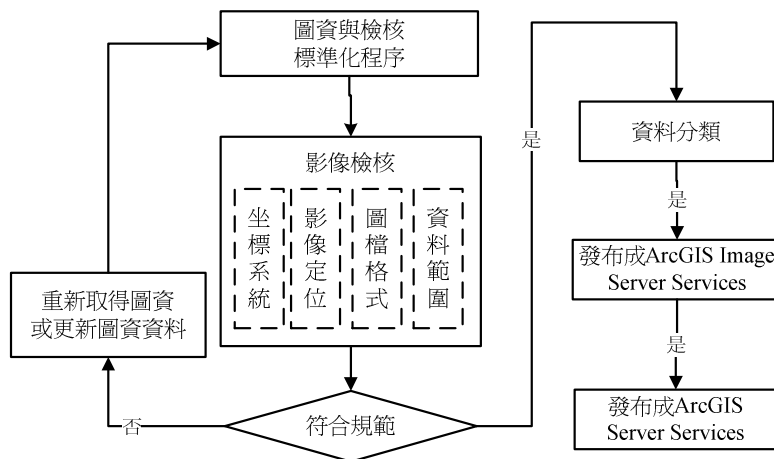 圖資與檢核
標準化程序
影像檢核
坐標系統
影像定位
圖檔格式
資料範圍
符合規範
否
重新取得圖資
或更新圖資資料
是
資料分類
是
發布成ArcGIS Image
Server Services
是
發布成ArcGIS
Server Services